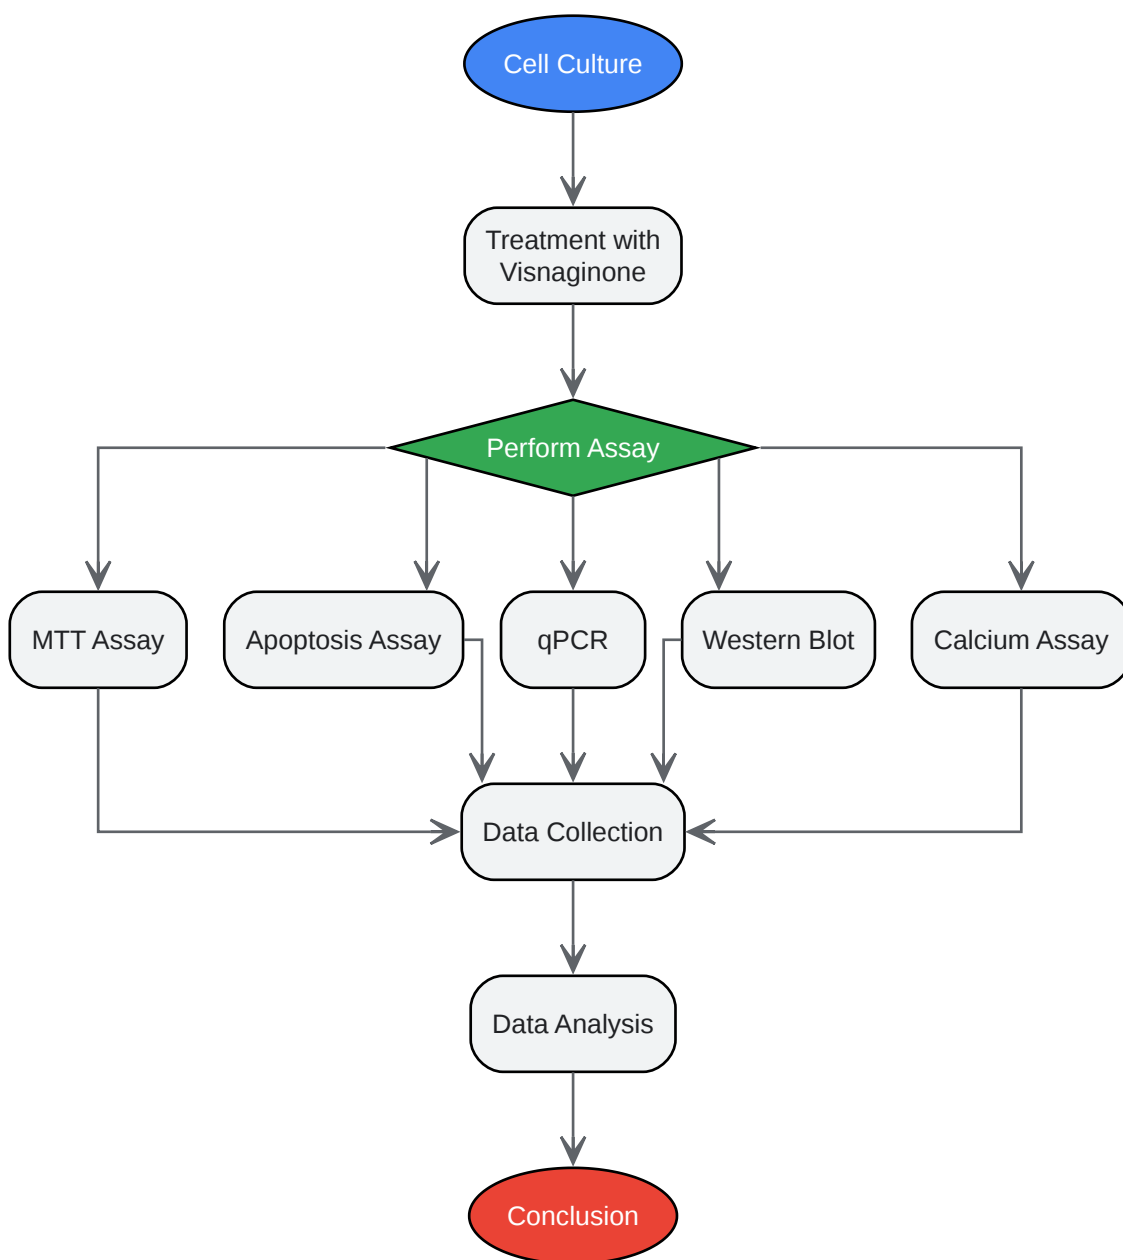 Cell Culture
Treatment with
Visnaginone
Perform Assay
MTT Assay
Apoptosis Assay
qPCR
Western Blot
Calcium Assay
Data Collection
Data Analysis
Conclusion